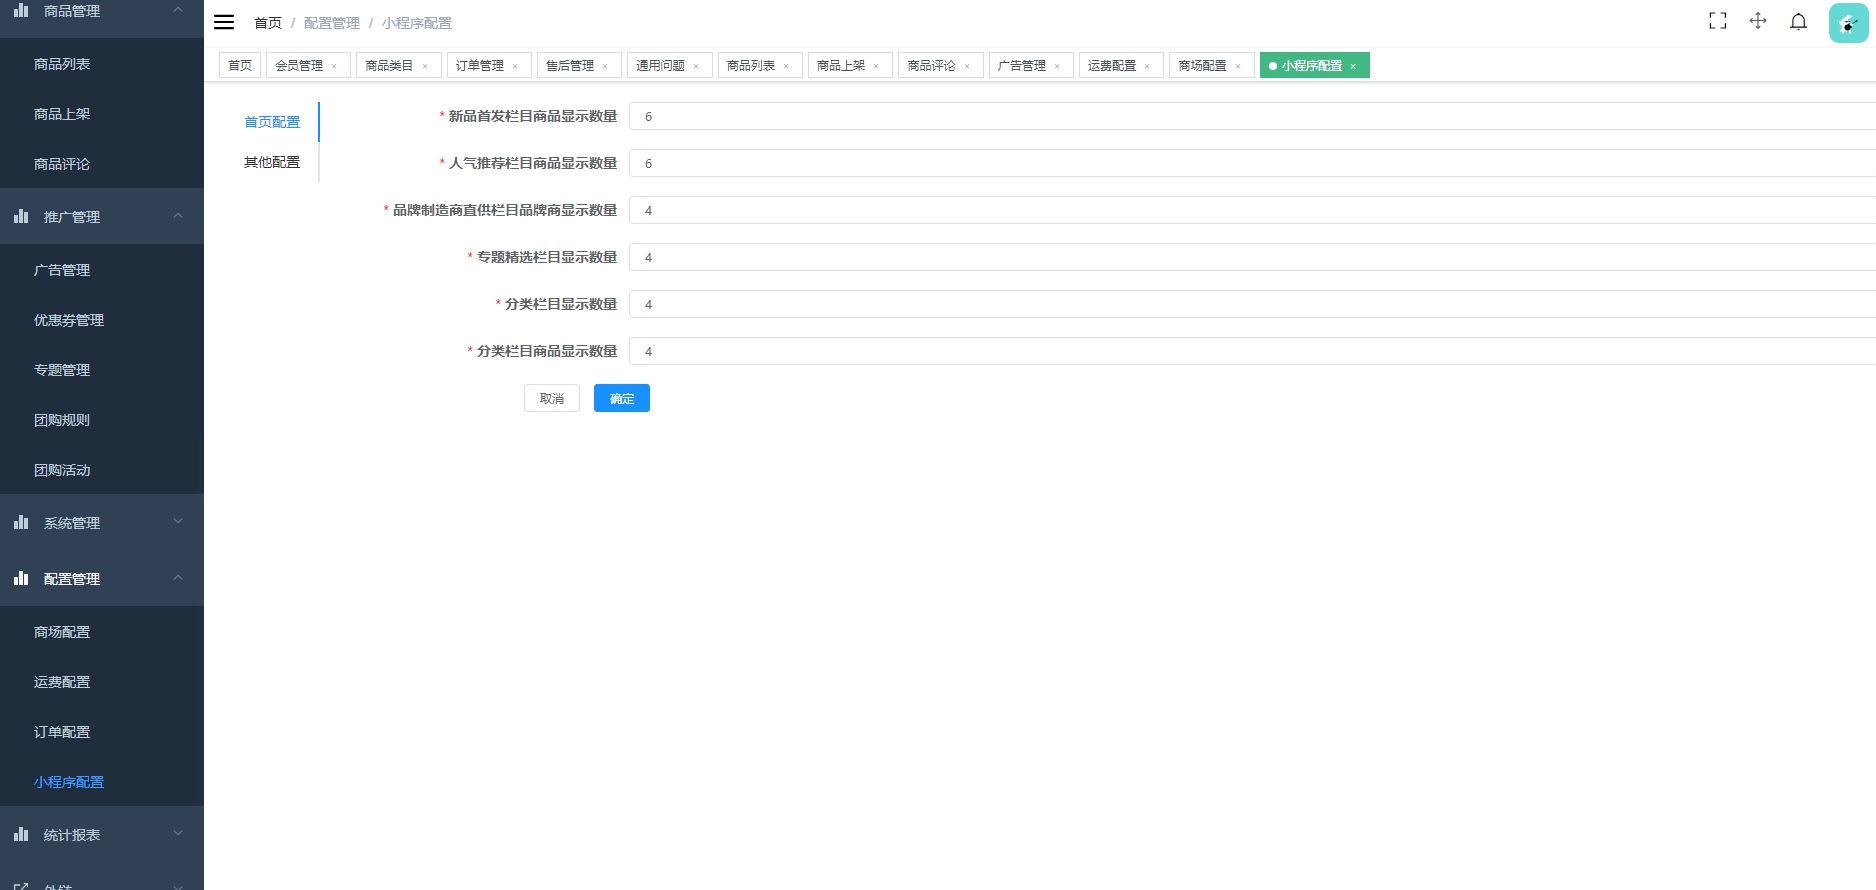 商品管理
商品列表
商品上架
商品评论
推广管理
广告管理
优惠券管理
专题管理
团购规则
团购活动
系统管理
配置管理
商场配置
运费配置
订单配置
小程序配置
统计报表
外链
首页 / 配置管理 / 小程序配置
首页 会员管理 × 商品类目 × 订单管理 × 售后管理 × 通用问题 × 商品列表 × 商品上架 × 商品评论 × 广告管理 × 运费配置 × 商场配置 × 小程序配置 ×
首页配置
其他配置
* 新品首发栏目商品显示数量 6
* 人气推荐栏目商品显示数量 6
* 品牌制造商直供栏目品牌商显示数量 4
* 专题精选栏目显示数量 4
* 分类栏目显示数量 4
* 分类栏目商品显示数量 4
取消 确定